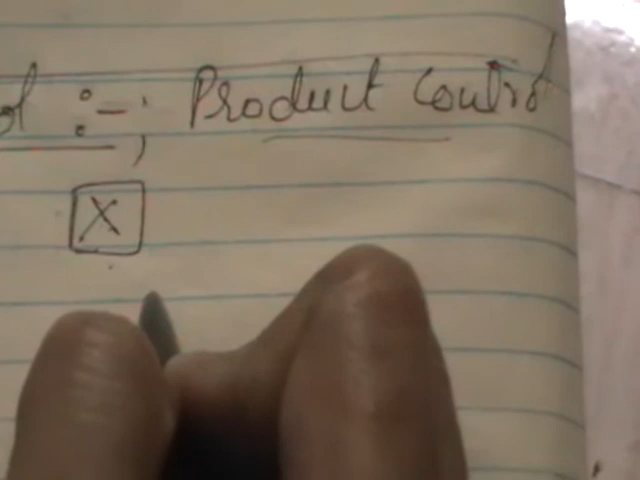 :- ; Product Control
X